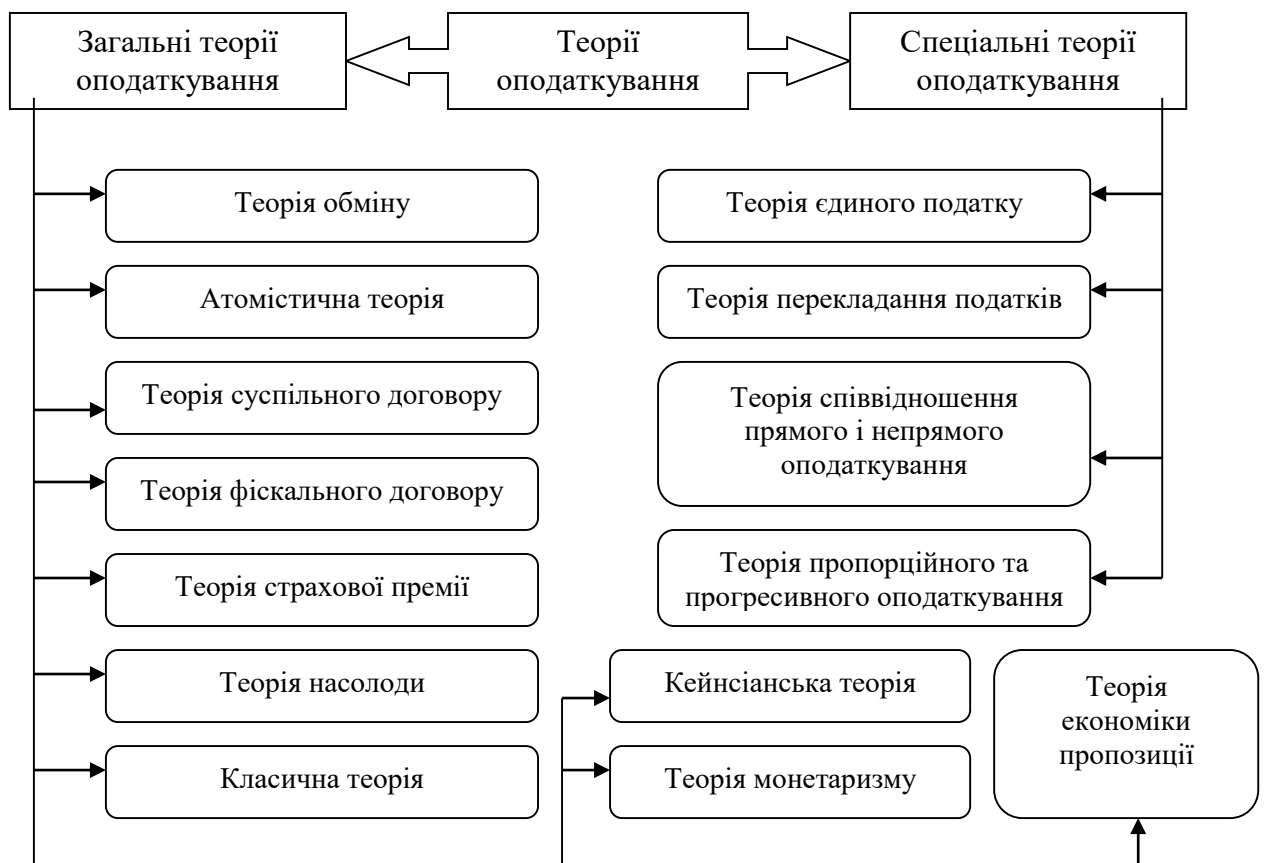 Загальні теорії
оподаткування
Теорії
оподаткування
Спеціальні теорії
оподаткування
Теорія обміну
Теорія єдиного податку
Атомістична теорія
Теорія перекладання податків
Теорія суспільного договору
Теорія співвідношення
прямого і непрямого
оподаткування
Теорія фіскального договору
Теорія страхової премії
Теорія пропорційного та
прогресивного оподаткування
Теорія насолоди
Кейнсіанська теорія
Теорія
економіки
пропозиції
Класична теорія
Теорія монетаризму